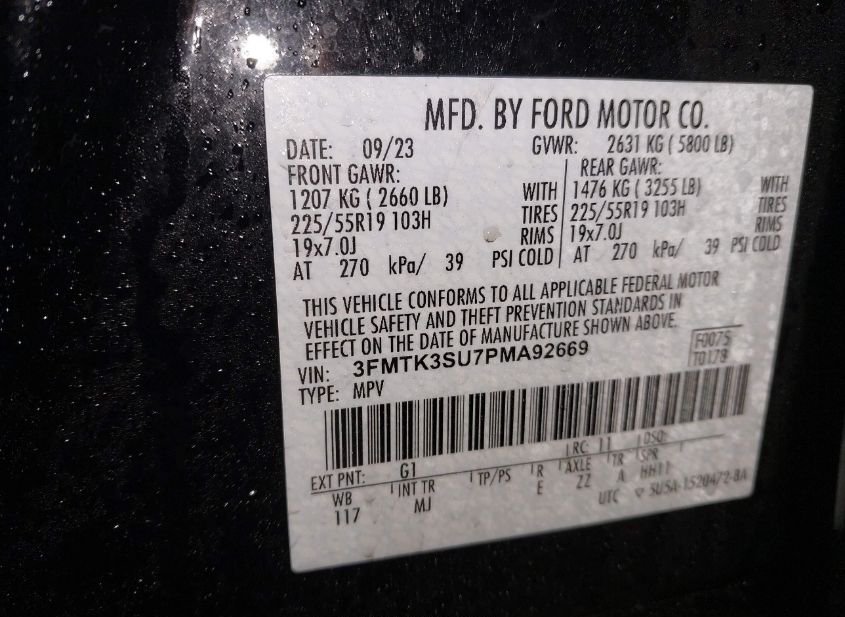 MFD. BY FORD MOTOR CO.
DATE: 09/23 GVWR: 2631 KG ( 5800 LB)
FRONT GAWR: REAR GAWR:
1207 KG ( 2660 LB) WITH 1476 KG ( 3255 LB) WITH
225/55R19 103H TIRES 225/55R19 103H TIRES
19x7.0J RIMS 19x7.0J RIMS
AT 270 kPa/ 39 PSI COLD AT 270 kPa/ 39 PSI COLD
THIS VEHICLE CONFORMS TO ALL APPLICABLE FEDERAL MOTOR
VEHICLE SAFETY AND THEFT PREVENTION STANDARDS IN
EFFECT ON THE DATE OF MANUFACTURE SHOWN ABOVE.
VIN: 3FMTK3SU7PMA92669 F0075
TYPE: MPV T0178
EXT PNT: G1 RC: 11 DSO:
WB INT TR TP/PS R AXLE TR SPR
117 MJ E ZZ A HH11
UTC ▽ 5U5A-1520472-BA